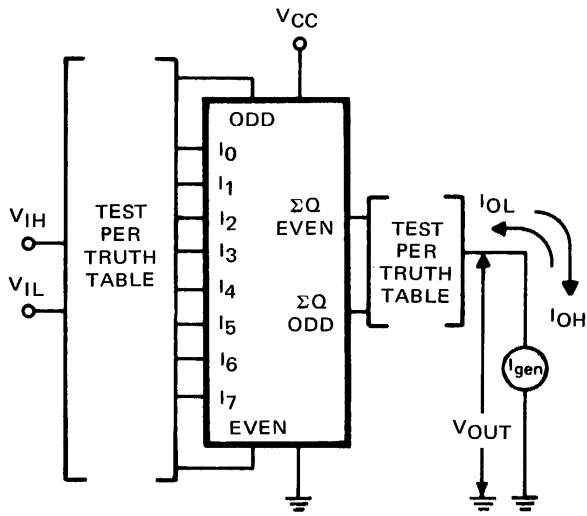 VCC
ODD
I0
I1
I2
I3
I4
I5
I6
I7
EVEN
VIH
VIL
TEST
PER
TRUTH
TABLE
ΣQ
EVEN
ΣQ
ODD
TEST
PER
TRUTH
TABLE
IOL
IOH
Igen
VOUT